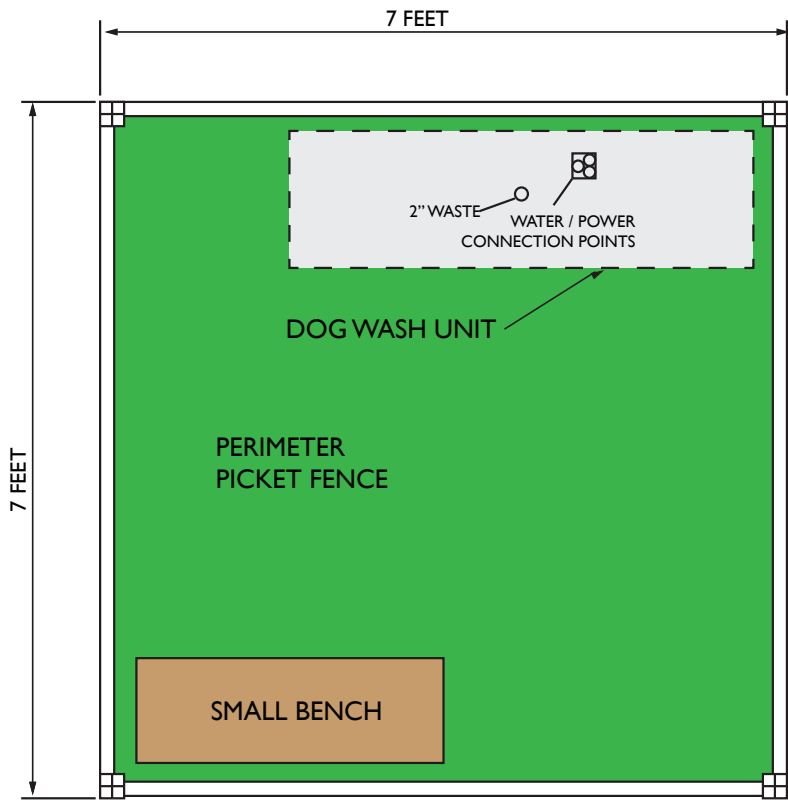 7 FEET
2” WASTE
WATER / POWER
CONNECTION POINTS
DOG WASH UNIT
PERIMETER
PICKET FENCE
7 FEET
SMALL BENCH